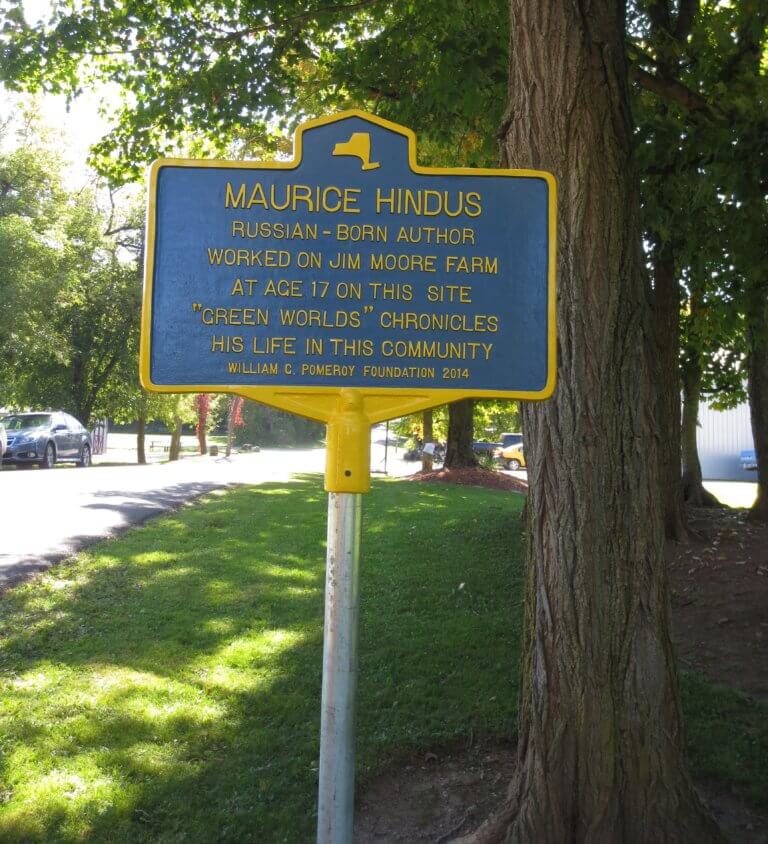 MAURICE HINDUS
RUSSIAN-BORN AUTHOR
WORKED ON JIM MOORE FARM
AT AGE 17 ON THIS SITE
"GREEN WORLDS" CHRONICLES
HIS LIFE IN THIS COMMUNITY
WILLIAM G. POMEROY FOUNDATION 2014